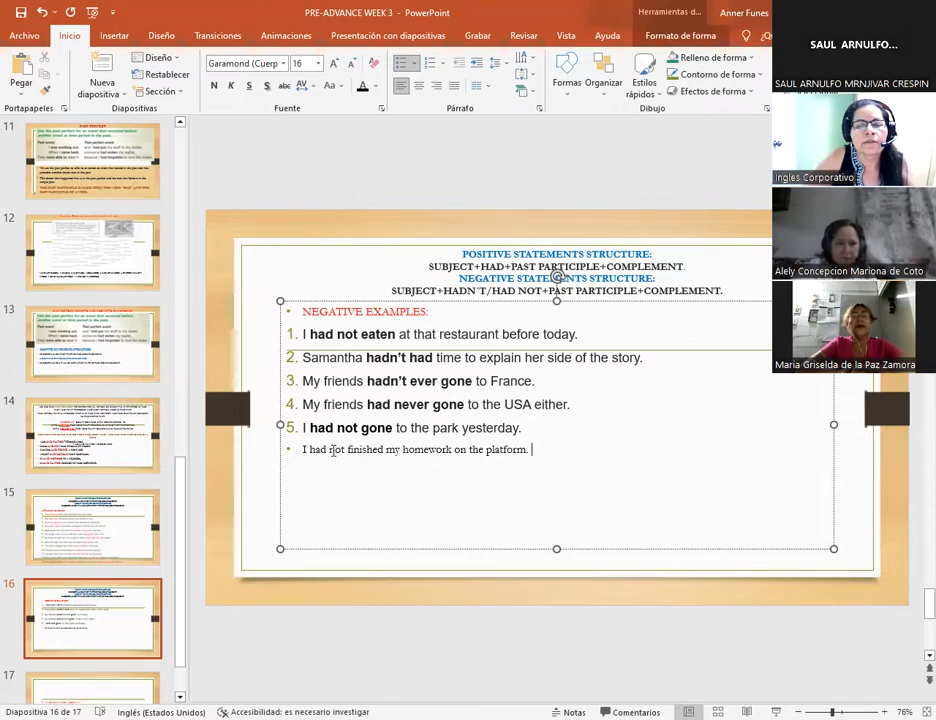 PRE-ADVANCE WEEK 3 - PowerPoint
Herramientas d...
Anner Funes
Archivo
Inicio
Insertar
Diseño
Transiciones
Animaciones
Presentación con diapositivas
Grabar
Revisar
Vista
Ayuda
Formato de forma
Pegar
Nueva diapositiva
Diseño
Restablecer
Sección
Garamond (Cuerp
16
N
K
S
abc
AV
Aa
A
Formas
Organizar
Estilos rápidos
Relleno de forma
Contorno de forma
Efectos de forma
Portapapeles
Diapositivas
Fuente
Párrafo
Dibujo
SAUL ARNULFO...
SAUL ARNULFO MRNJIVAR CRESPIN
Ingles Corporativo
Alely Concepcion Mariona de Coto
Maria Griselda de la Paz Zamora
11
12
13
14
15
16
17
POSITIVE STATEMENTS STRUCTURE:
SUBJECT+HAD+PAST PARTICIPLE+COMPLEMENT.
NEGATIVE STATEMENTS STRUCTURE:
SUBJECT+HADN´T/HAD NOT+PAST PARTICIPLE+COMPLEMENT.
• NEGATIVE EXAMPLES:
1. I had not eaten at that restaurant before today.
2. Samantha hadn't had time to explain her side of the story.
3. My friends hadn't ever gone to France.
4. My friends had never gone to the USA either.
5. I had not gone to the park yesterday.
• I had not finished my homework on the platform.
Diapositiva 16 de 17
Inglés (Estados Unidos)
Accesibilidad: es necesario investigar
Notas
Comentarios
76%